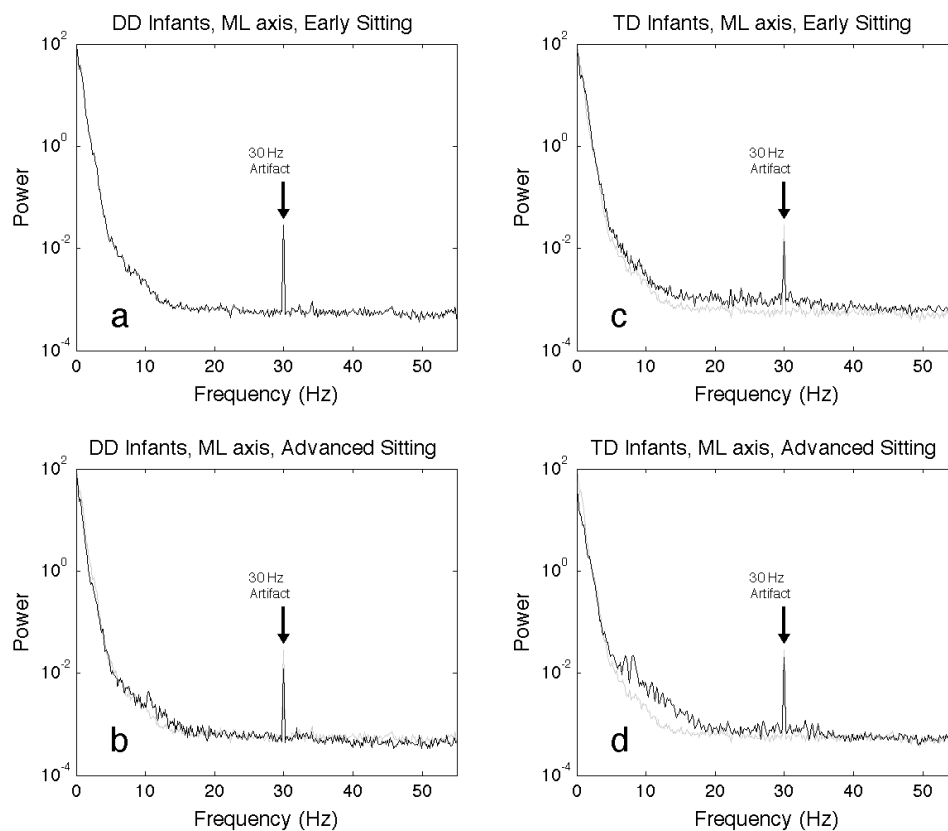 DD Infants, ML axis, Early Sitting
10^2
10^0
10^-2
10^-4
Power
30 Hz
Artifact
a
0 10 20 30 40 50
Frequency (Hz)
TD Infants, ML axis, Early Sitting
10^2
10^0
10^-2
10^-4
Power
30 Hz
Artifact
c
0 10 20 30 40 50
Frequency (Hz)
DD Infants, ML axis, Advanced Sitting
10^2
10^0
10^-2
10^-4
Power
30 Hz
Artifact
b
0 10 20 30 40 50
Frequency (Hz)
TD Infants, ML axis, Advanced Sitting
10^2
10^0
10^-2
10^-4
Power
30 Hz
Artifact
d
0 10 20 30 40 50
Frequency (Hz)